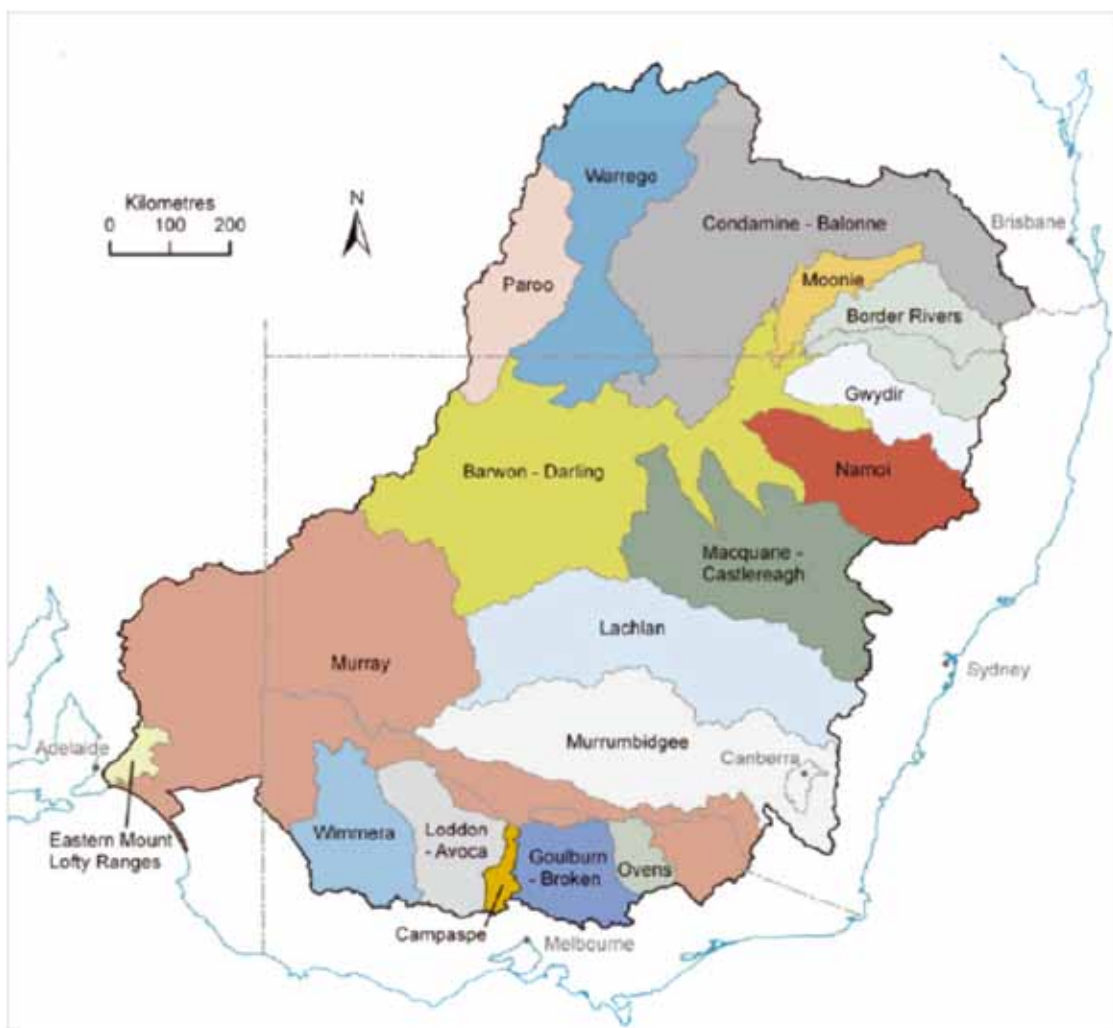 Kilometres
0 100 200
N
Warrego
Condamine - Balonne
Brisbane
Paroo
Moonie
Border Rivers
Gwydir
Barwon - Darling
Namoi
Macquarie -
Castlereagh
Lachlan
Murray
Sydney
Murrumbidgee
Adelaide
Canberra
Eastern Mount
Lofty Ranges
Wimmera
Loddon
- Avoca
Goulburn
- Broken
Ovens
Campaspe
Melbourne